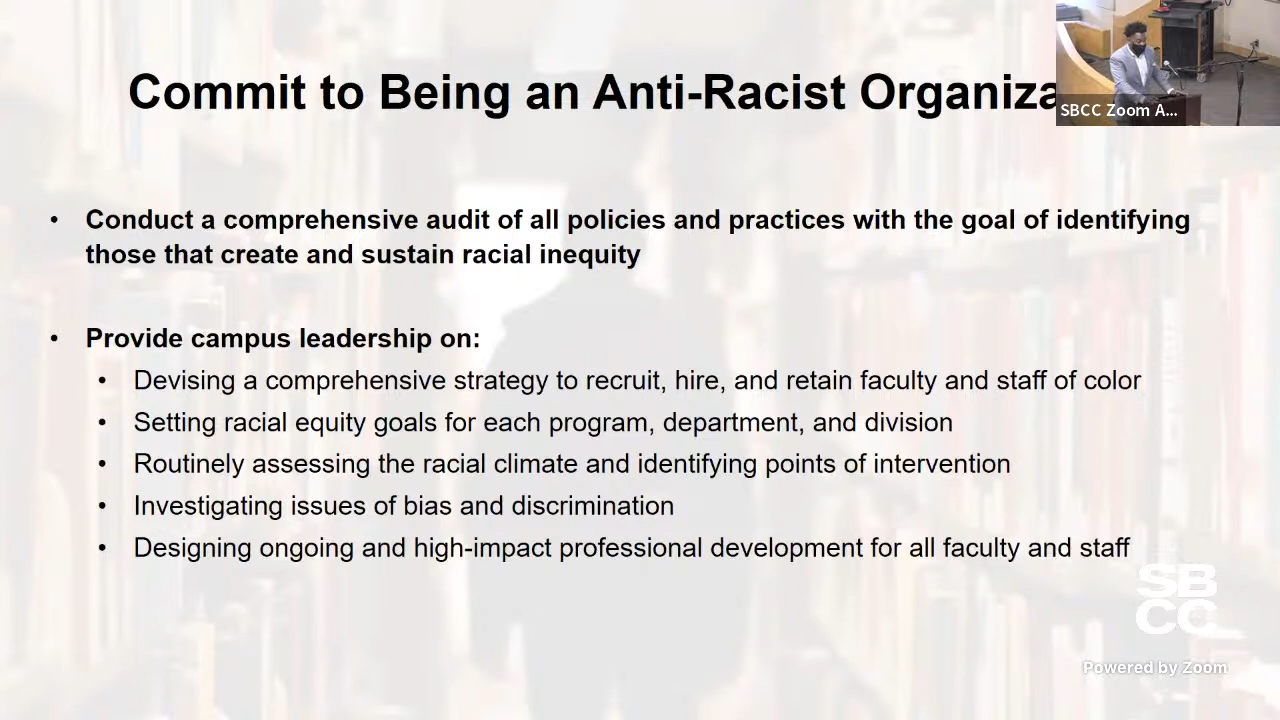 Commit to Being an Anti-Racist Organiza
SBCC Zoom A...
• Conduct a comprehensive audit of all policies and practices with the goal of identifying
those that create and sustain racial inequity
• Provide campus leadership on:
• Devising a comprehensive strategy to recruit, hire, and retain faculty and staff of color
• Setting racial equity goals for each program, department, and division
• Routinely assessing the racial climate and identifying points of intervention
• Investigating issues of bias and discrimination
• Designing ongoing and high-impact professional development for all faculty and staff
SB
CC
Powered by Zoom